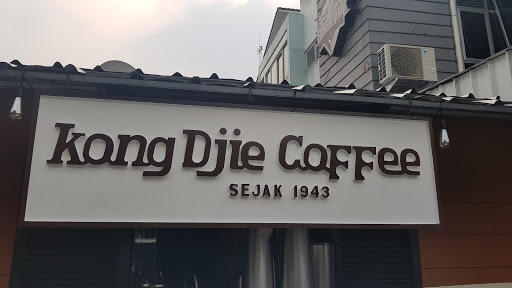 Kong Djie Coffee
SEJAK 1943